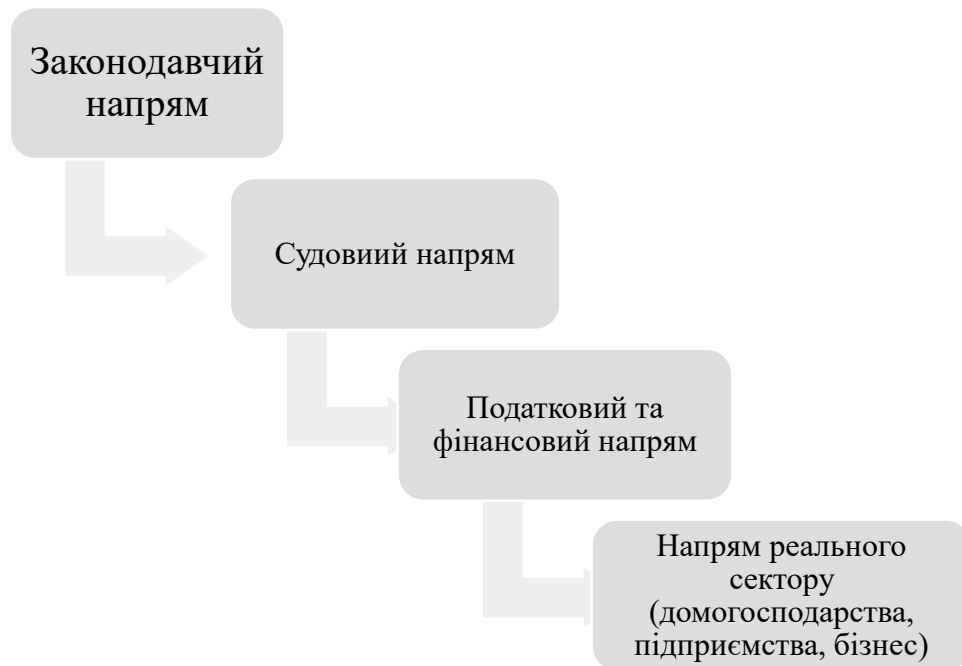 Законодавчий
напрям
Судовиий напрям
Податковий та
фінансовий напрям
Напрям реального
сектору
(домогосподарства,
підприємства, бізнес)